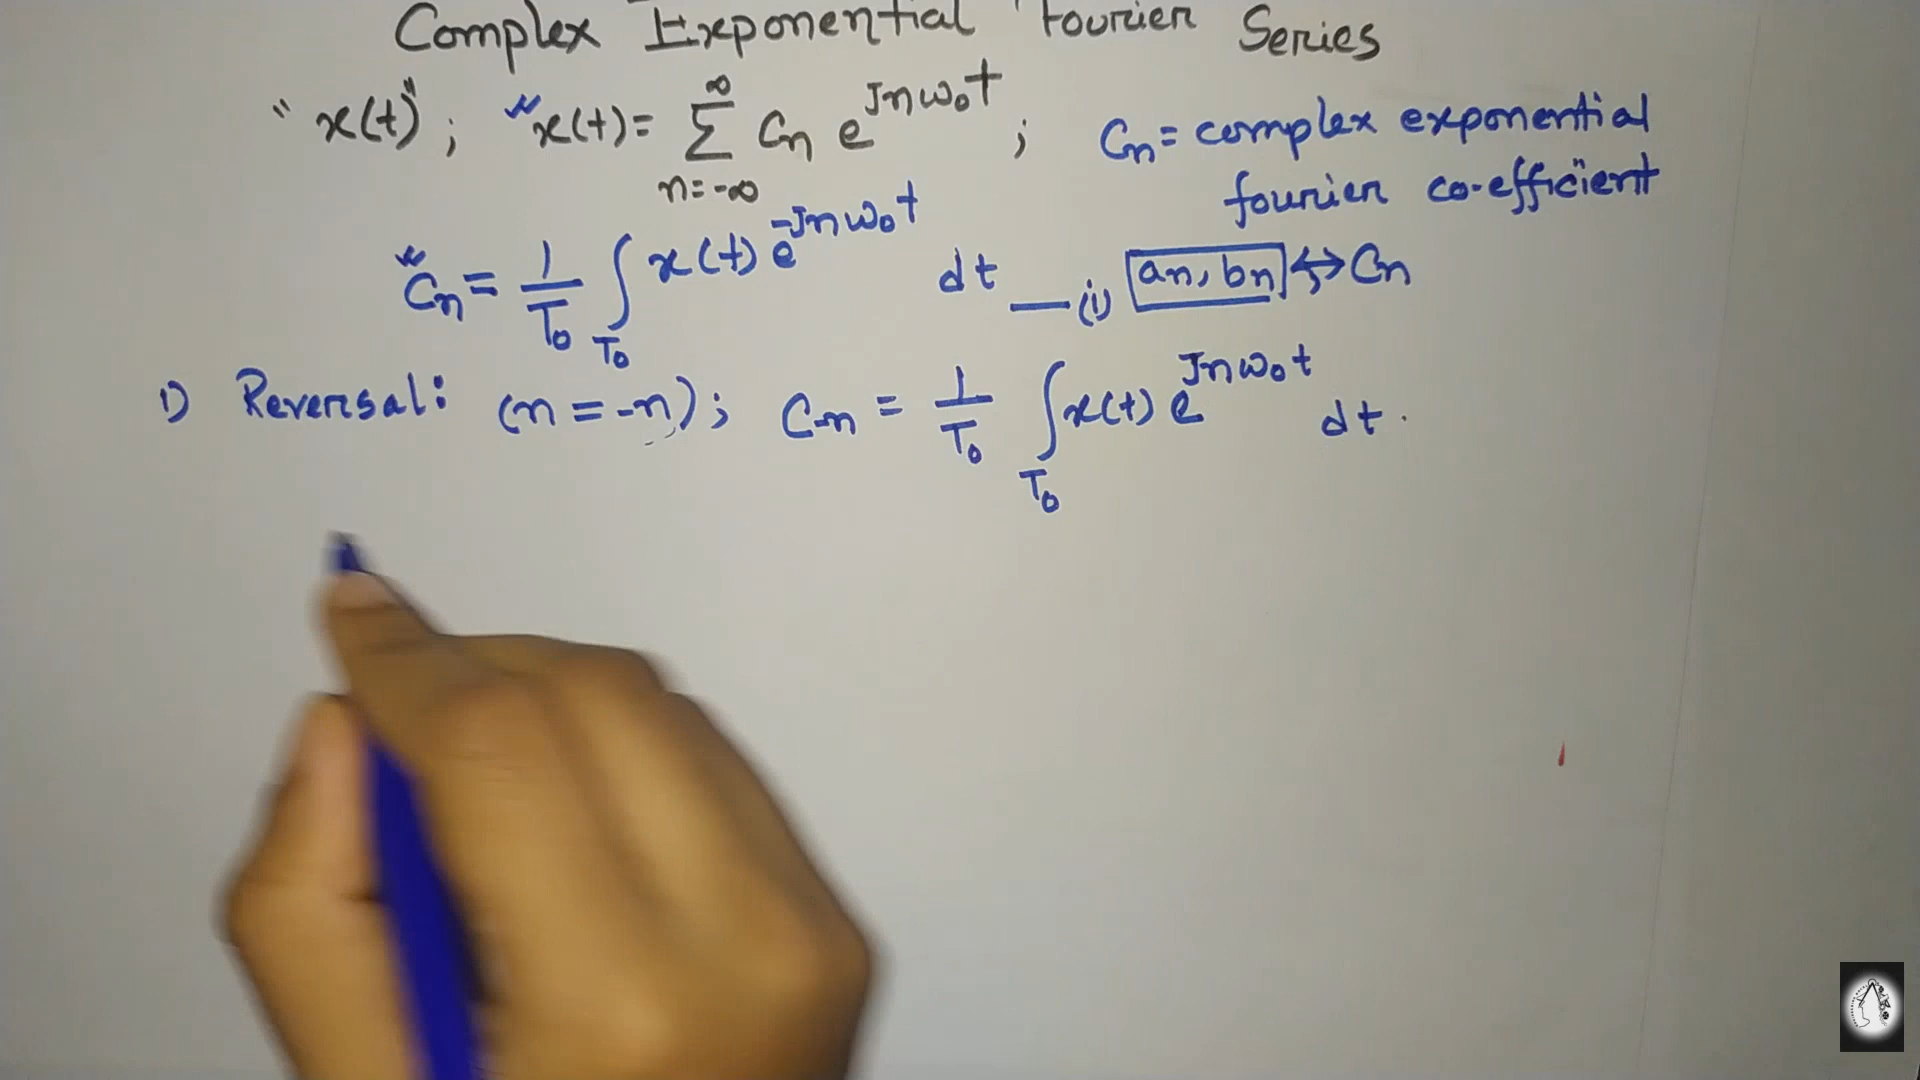 Complex Exponential Fourier Series
"x(t)"; x(t)= ∞∑n=-∞ Cn e^Jnω₀t ; Cn= complex exponential
fourier co-efficient
Cn= 1/T₀ ∫T₀ x(t) e^-Jnω₀t dt —(i) an, bn ↔ Cn
1) Reversal: (n=-n); C-n = 1/T₀ ∫T₀ x(t) e^Jnω₀t dt.